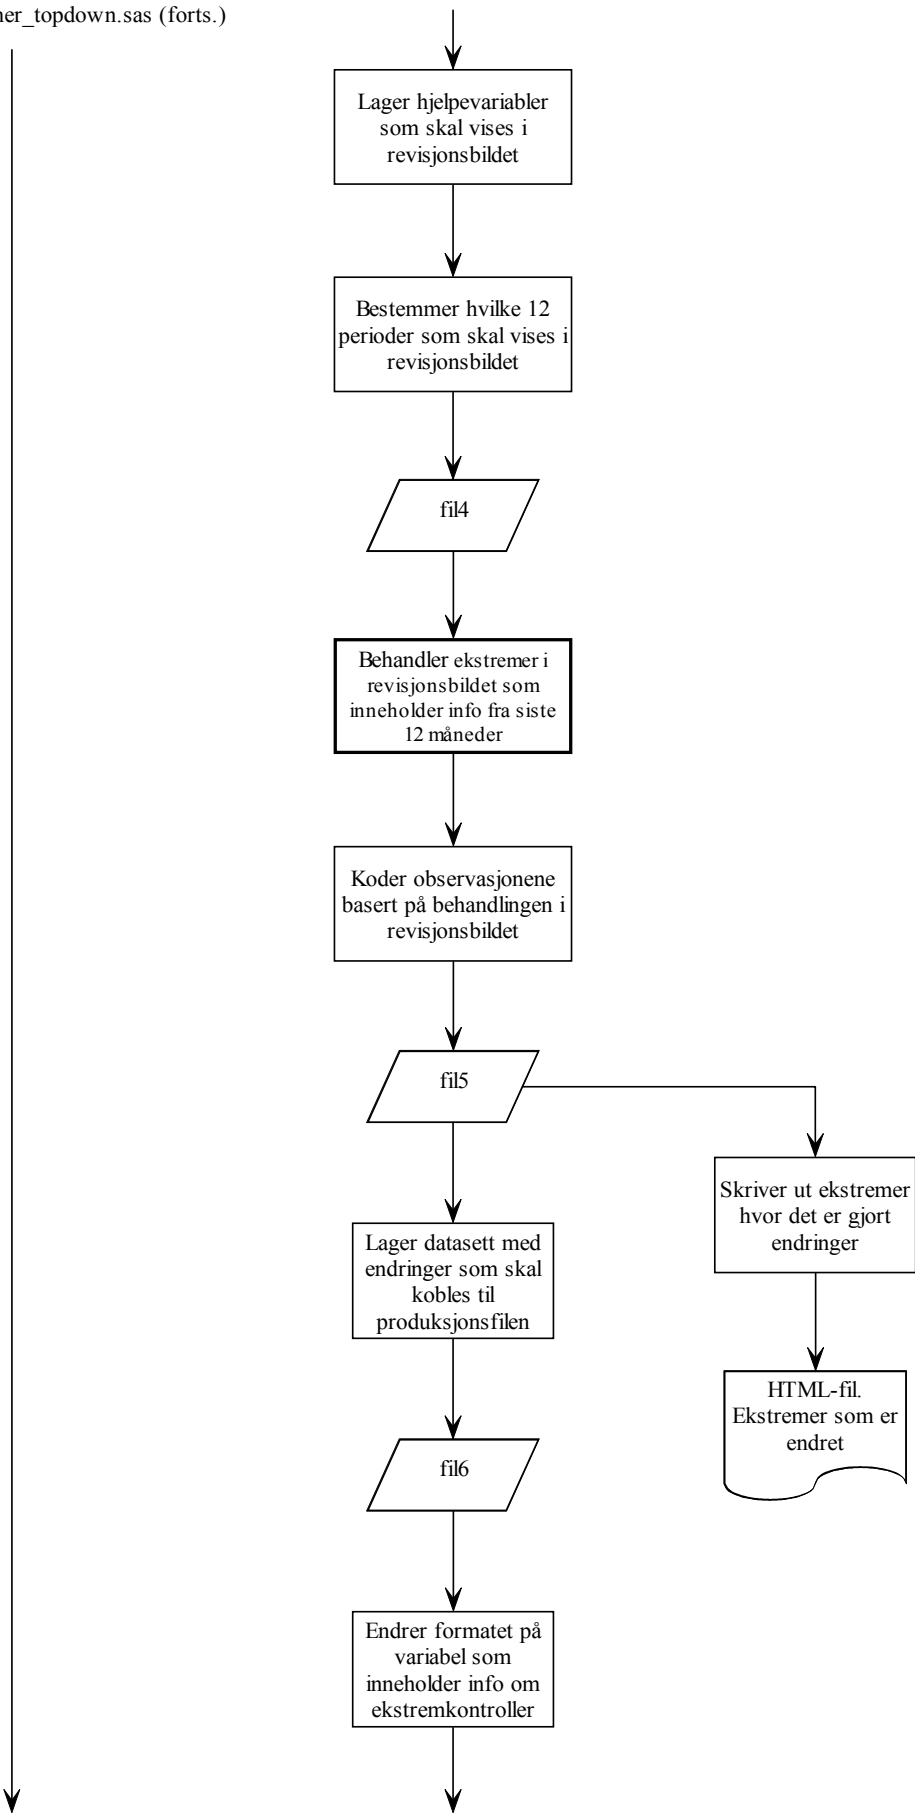 ner_topdown.sas (forts.)
Lager hjelpevariabler
som skal vises i
revisjonsbildet
Bestemmer hvilke 12
perioder som skal vises i
revisjonsbildet
fil4
Behandler ekstremer i
revisjonsbildet som
inneholder info fra siste
12 måneder
Koder observasjonene
basert på behandlingen i
revisjonsbildet
fil5
Skriver ut ekstremer
hvor det er gjort
endringer
Lager datasett med
endringer som skal
kobles til
produksjonsfilen
HTML-fil.
Ekstremer som er
endret
fil6
Endrer formatet på
variabel som
inneholder info om
ekstremkontroller